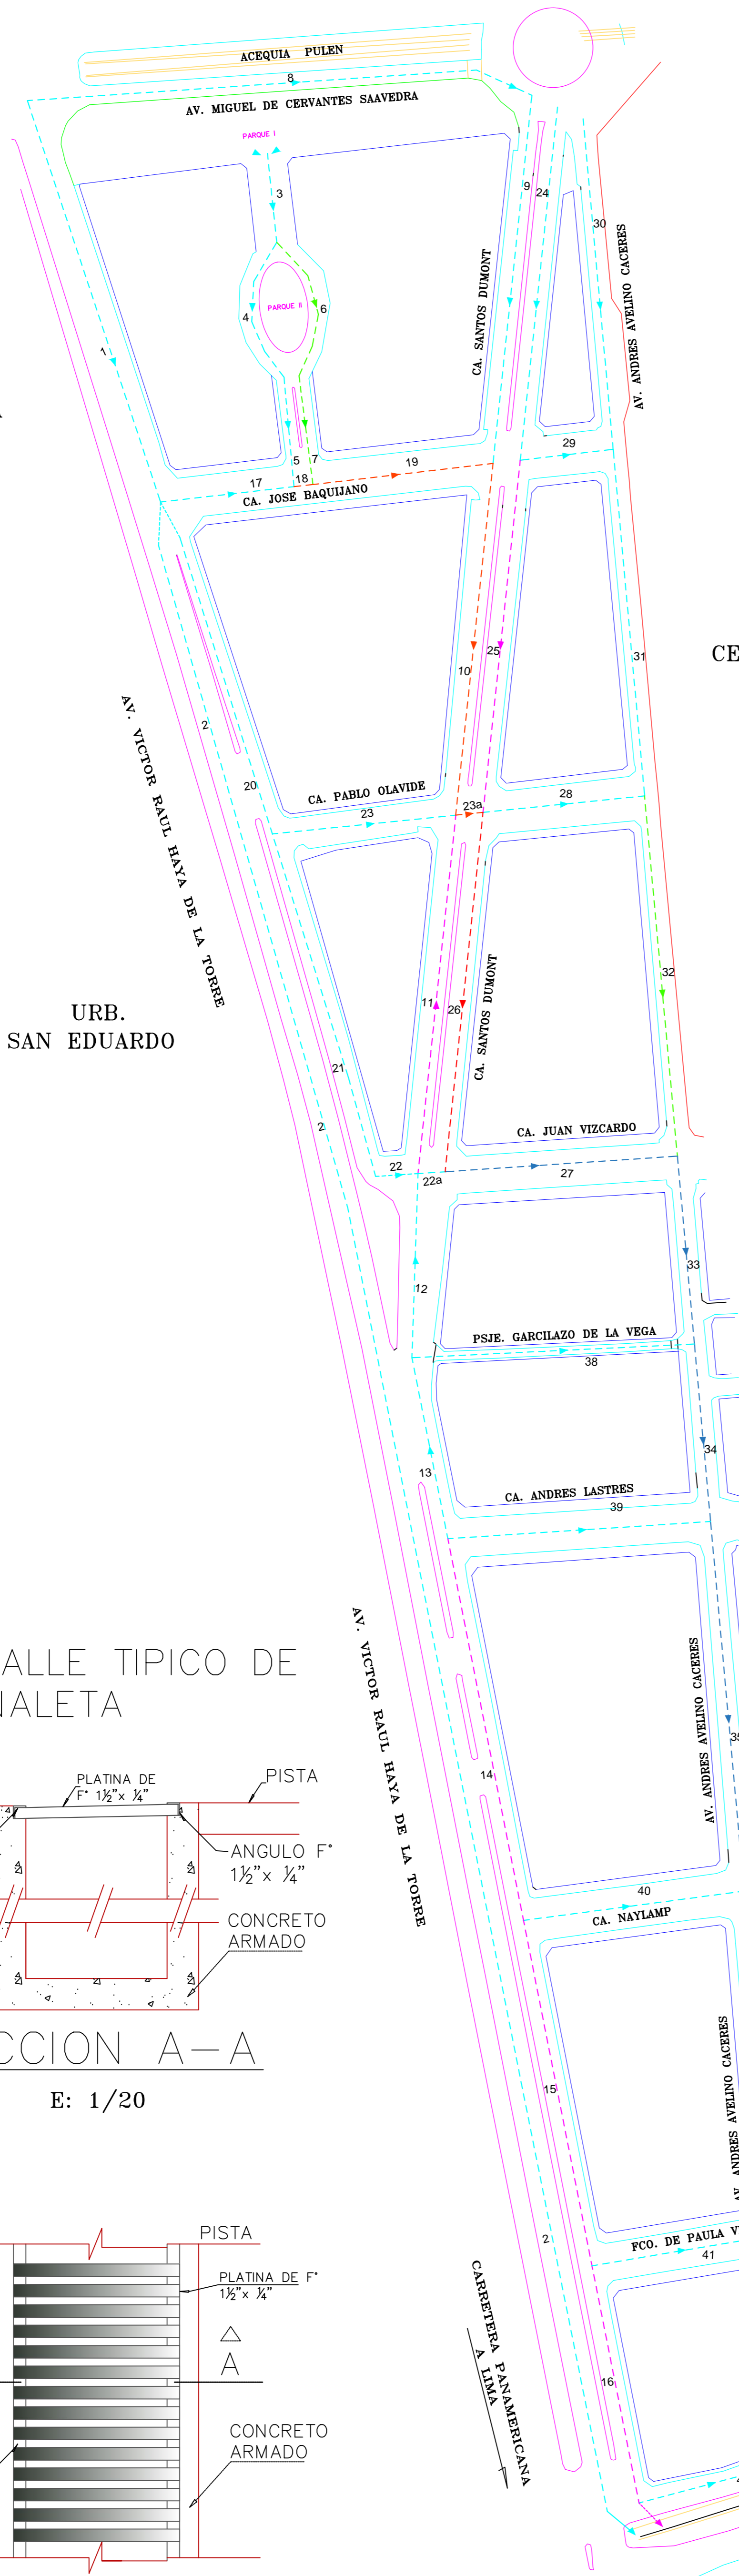 ACEQUIA PULEN
8
AV. MIGUEL DE CERVANTES SAAVEDRA
PARQUE I
9
24
3
30
AV. ANDRES AVELINO CACERES
CA. SANTOS DUMONT
PARQUE II
4
6
1
29
5
7
19
17
18
CA. JOSE BAQUIJANO
25
31
CE
10
2
AV. VICTOR RAUL HAYA DE LA TORRE
20
CA. PABLO OLAVIDE
28
23
23a
32
11
26
CA. SANTOS DUMONT
URB.
SAN EDUARDO
21
2
CA. JUAN VIZCARDO
22
22a
27
33
12
PSJE. GARCILAZO DE LA VEGA
38
34
13
CA. ANDRES LASTRES
39
AV. VICTOR RAUL HAYA DE LA TORRE
AV. ANDRES AVELINO CACERES
ALLE TIPICO DE
NALETA
35
14
PLATINA DE
F° 1½"x ¼"
PISTA
ANGULO F°
1½"x ¼"
CONCRETO
ARMADO
40
CA. NAYLAMP
CCION A-A
E: 1/20
AV. ANDRES AVELINO CACERES
15
2
PISTA
FCO. DE PAULA V
41
PLATINA DE F°
1½"x ¼"
A
CARRETERA PANAMERICANA
A LIMA
16
CONCRETO
ARMADO